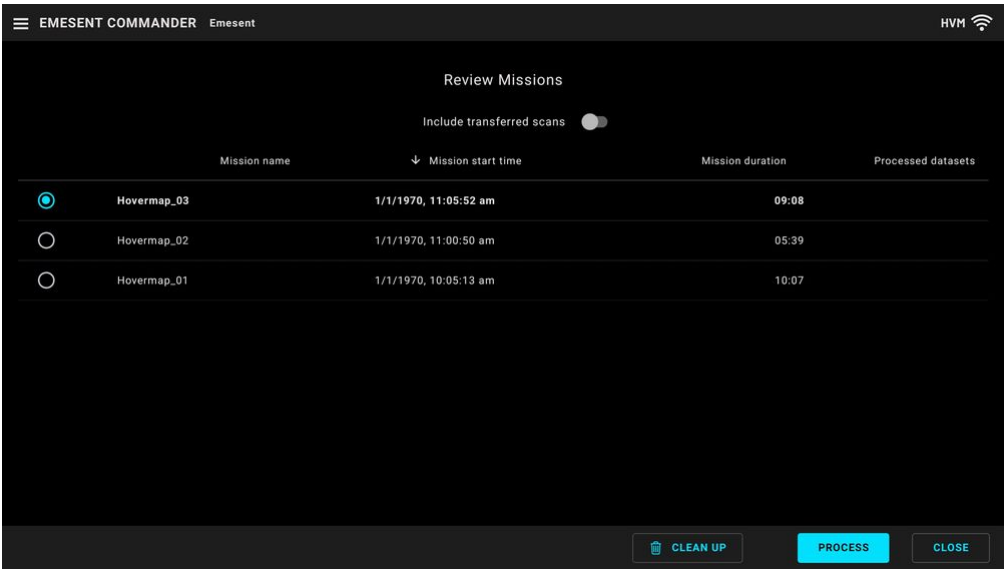 EMESENT COMMANDER Emesent HVM
Review Missions
Include transferred scans
Mission name Mission start time Mission duration Processed datasets
Hovermap_03 1/1/1970, 11:05:52 am 09:08
Hovermap_02 1/1/1970, 11:00:50 am 05:39
Hovermap_01 1/1/1970, 10:05:13 am 10:07
CLEAN UP PROCESS CLOSE